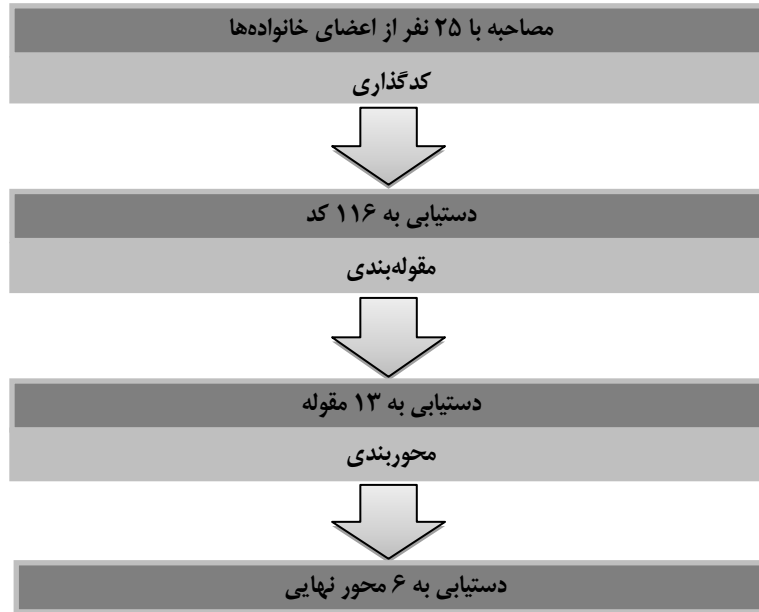 مصاحبه با ۲۵ نفر از اعضای خانواده‌ها
کدگذاری
دستیابی به ۱۱۶ کد
مقوله‌بندی
دستیابی به ۱۳ مقوله
محوربندی
دستیابی به ۶ محور نهایی